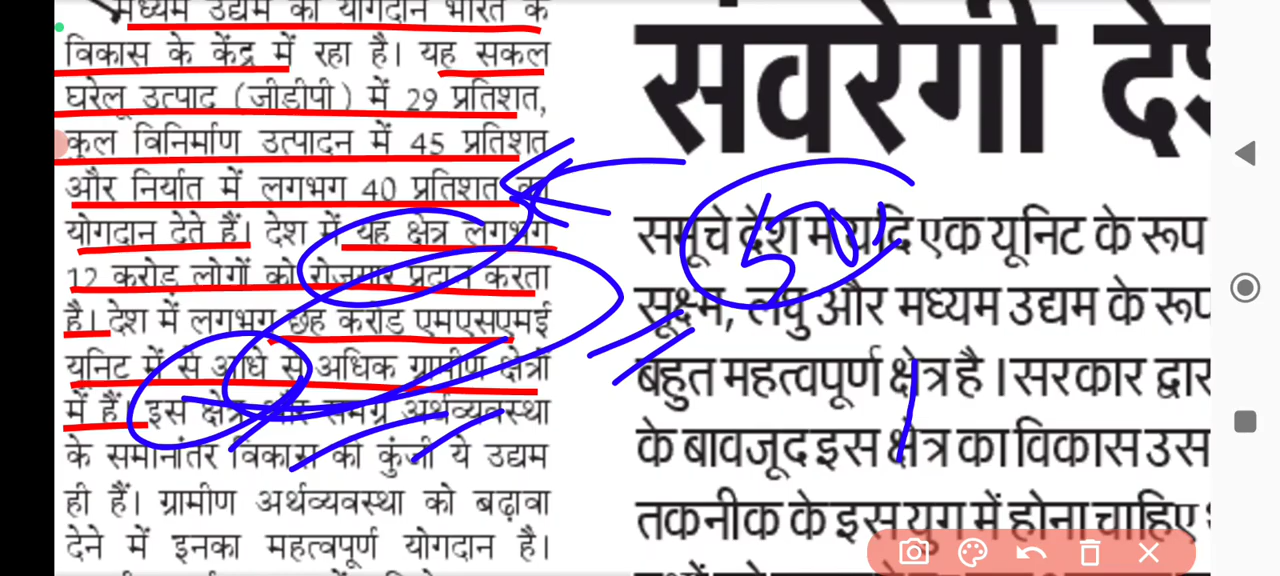 मध्यम उद्यम का योगदान भारत के
विकास के केंद्र में रहा है। यह सकल
घरेलू उत्पाद (जीडीपी) में 29 प्रतिशत,
कुल विनिर्माण उत्पादन में 45 प्रतिशत
और निर्यात में लगभग 40 प्रतिशत का
योगदान देते हैं। देश में यह क्षेत्र लगभग
12 करोड़ लोगों को रोजगार प्रदान करता
है। देश में लगभग छह करोड़ एमएसएमई
यूनिट में से आधे से अधिक ग्रामीण क्षेत्रों
में हैं। इस क्षेत्र और समग्र अर्थव्यवस्था
के समानांतर विकास की कुंजी ये उद्यम
ही हैं। ग्रामीण अर्थव्यवस्था को बढ़ावा
देने में इनका महत्वपूर्ण योगदान है।
संवरेगी
समूचे देश में यदि एक यूनिट के रूप
सूक्ष्म, लघु और मध्यम उद्यम के रूप
बहुत महत्वपूर्ण क्षेत्र है। सरकार द्वार
के बावजूद इस क्षेत्र का विकास उस
तकनीक के इस युग में होना चाहिए